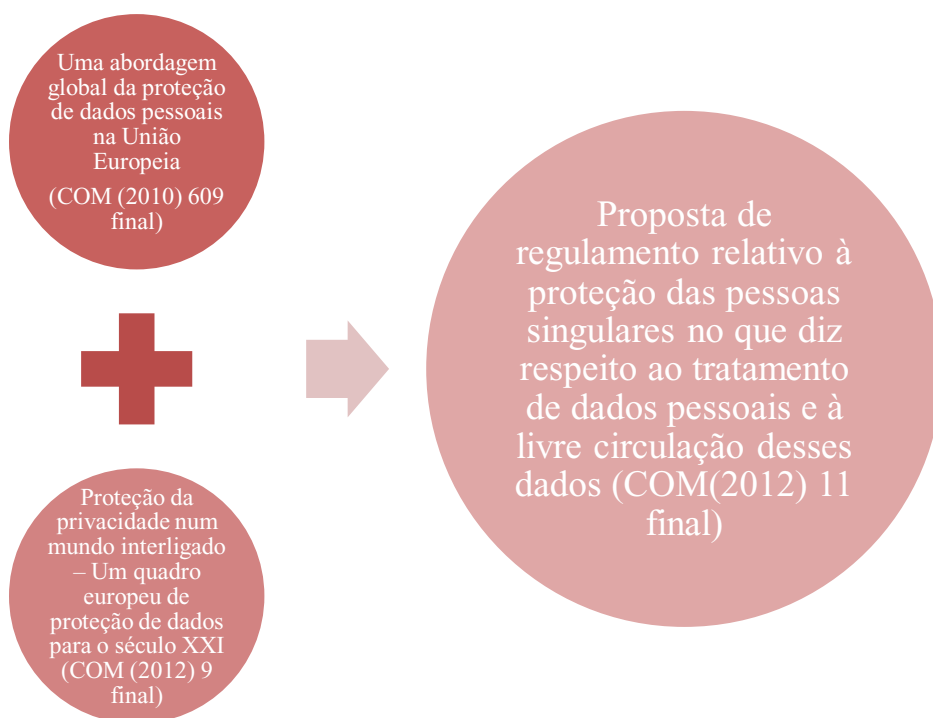 Uma abordagem
global da proteção
de dados pessoais
na União
Europeia
(COM (2010) 609
final)
Proteção da
privacidade num
mundo interligado
– Um quadro
europeu de
proteção de dados
para o século XXI
(COM (2012) 9
final)
Proposta de
regulamento relativo à
proteção das pessoas
singulares no que diz
respeito ao tratamento
de dados pessoais e à
livre circulação desses
dados (COM(2012) 11
final)